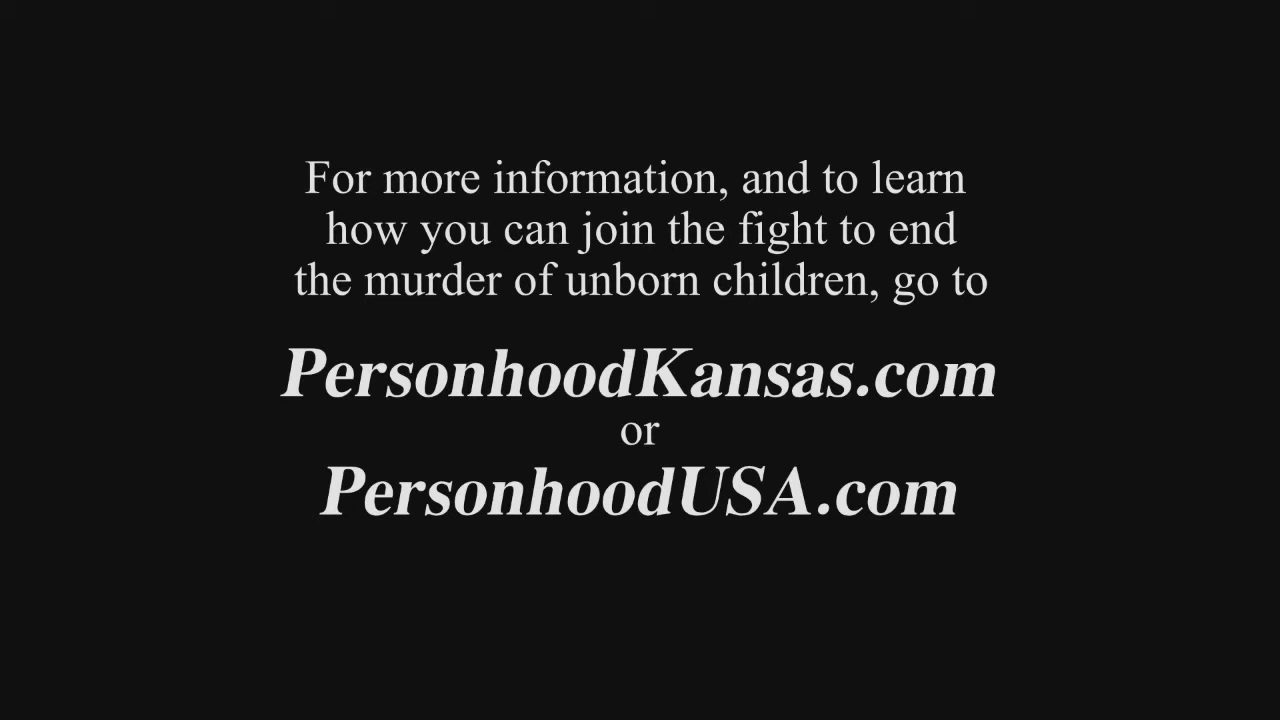 For more information, and to learn
how you can join the fight to end
the murder of unborn children, go to
PersonhoodKansas.com
or
PersonhoodUSA.com